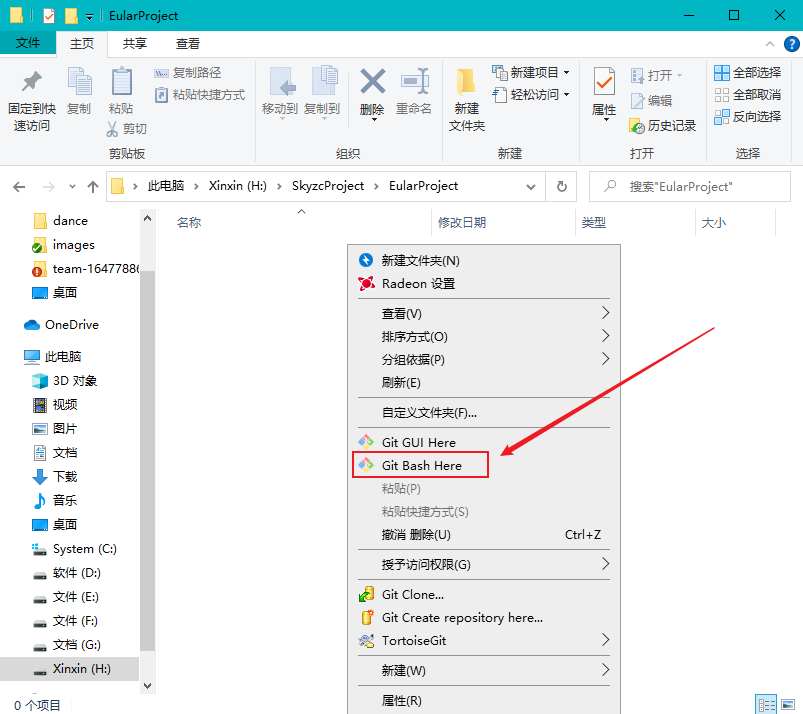 EularProject
文件 主页 共享 查看
固定到快速访问
复制
粘贴
复制路径
粘贴快捷方式
剪切
剪贴板
移动到
复制到
删除
重命名
组织
新建
文件夹
新建项目
轻松访问
新建
属性
打开
编辑
历史记录
打开
全部选择
全部取消
反向选择
选择
此电脑 Xinxin (H:) SkyzcProject EularProject
搜索"EularProject"
名称 修改日期 类型 大小
dance
images
team-16477886
桌面
OneDrive
此电脑
3D 对象
视频
图片
文档
下载
音乐
桌面
System (C:)
软件 (D:)
文件 (E:)
文件 (F:)
文档 (G:)
Xinxin (H:)
新建文件夹(N)
Radeon 设置
查看(V)
排序方式(O)
分组依据(P)
刷新(E)
自定义文件夹(F)...
Git GUI Here
Git Bash Here
粘贴(P)
粘贴快捷方式(S)
撤消 删除(U) Ctrl+Z
授予访问权限(G)
Git Clone...
Git Create repository here...
TortoiseGit
新建(W)
属性(R)
0 个项目